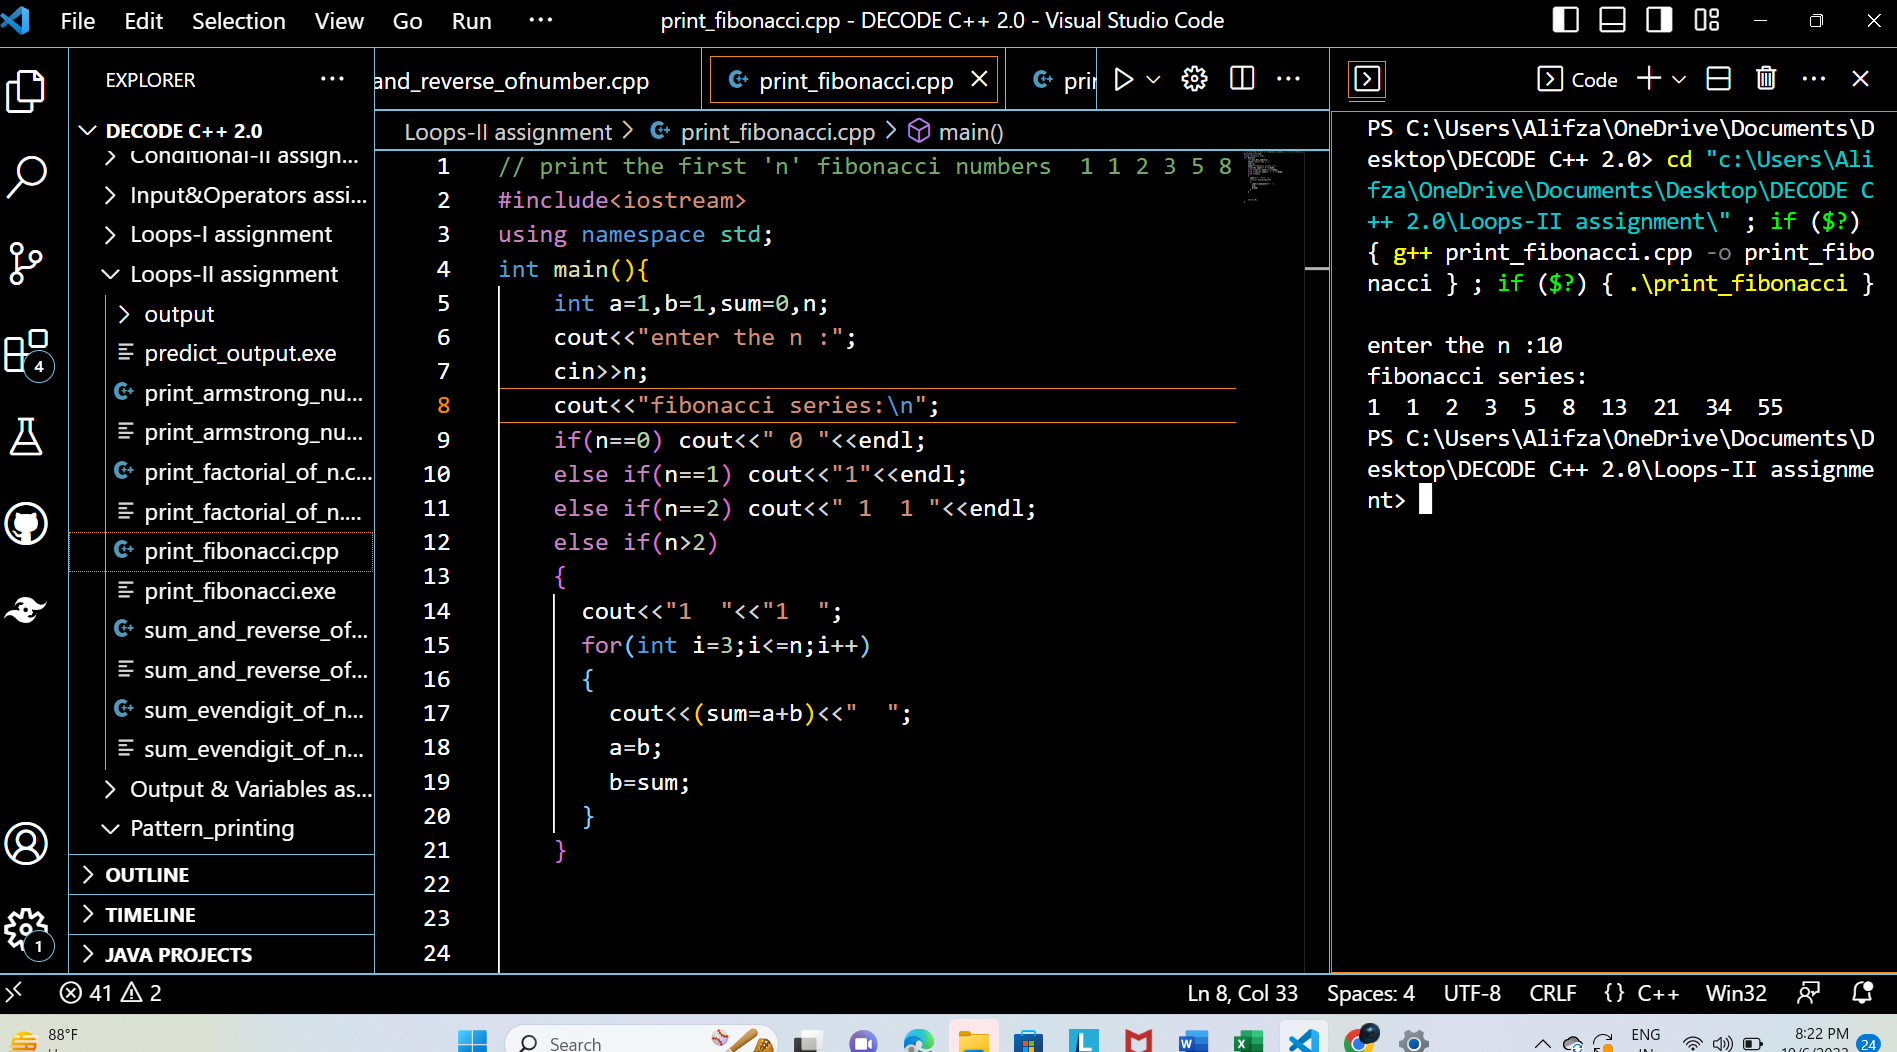 File Edit Selection View Go Run ··· print_fibonacci.cpp - DECODE C++ 2.0 - Visual Studio Code
EXPLORER ···
DECODE C++ 2.0
Conditional-II assign...
Input&Operators assi...
Loops-I assignment
Loops-II assignment
output
predict_output.exe
print_armstrong_nu...
print_armstrong_nu...
print_factorial_of_n.c...
print_factorial_of_n....
print_fibonacci.cpp
print_fibonacci.exe
sum_and_reverse_of...
sum_and_reverse_of...
sum_evendigit_of_n...
sum_evendigit_of_n...
Output & Variables as...
Pattern_printing
OUTLINE
TIMELINE
JAVA PROJECTS
4
1
and_reverse_ofnumber.cpp print_fibonacci.cpp prin
Loops-II assignment > print_fibonacci.cpp > main()
1 // print the first 'n' fibonacci numbers  1 1 2 3 5 8
2 #include<iostream>
3 using namespace std;
4 int main(){
5     int a=1,b=1,sum=0,n;
6     cout<<"enter the n :";
7     cin>>n;
8     cout<<"fibonacci series:\n";
9     if(n==0) cout<<" 0 "<<endl;
10     else if(n==1) cout<<"1"<<endl;
11     else if(n==2) cout<<" 1  1 "<<endl;
12     else if(n>2)
13     {
14       cout<<"1  "<<"1  ";
15       for(int i=3;i<=n;i++)
16       {
17         cout<<(sum=a+b)<<"  ";
18         a=b;
19         b=sum;
20       }
21     }
22
23
24
Code
PS C:\Users\Alifza\OneDrive\Documents\D
esktop\DECODE C++ 2.0> cd "c:\Users\Ali
fza\OneDrive\Documents\Desktop\DECODE C
++ 2.0\Loops-II assignment\" ; if ($?)
{ g++ print_fibonacci.cpp -o print_fibo
nacci } ; if ($?) { .\print_fibonacci }
enter the n :10
fibonacci series:
1  1  2  3  5  8  13  21  34  55
PS C:\Users\Alifza\OneDrive\Documents\D
esktop\DECODE C++ 2.0\Loops-II assignme
nt>
41 2 Ln 8, Col 33 Spaces: 4 UTF-8 CRLF {} C++ Win32
88°F
Search
ENG
8:22 PM
24